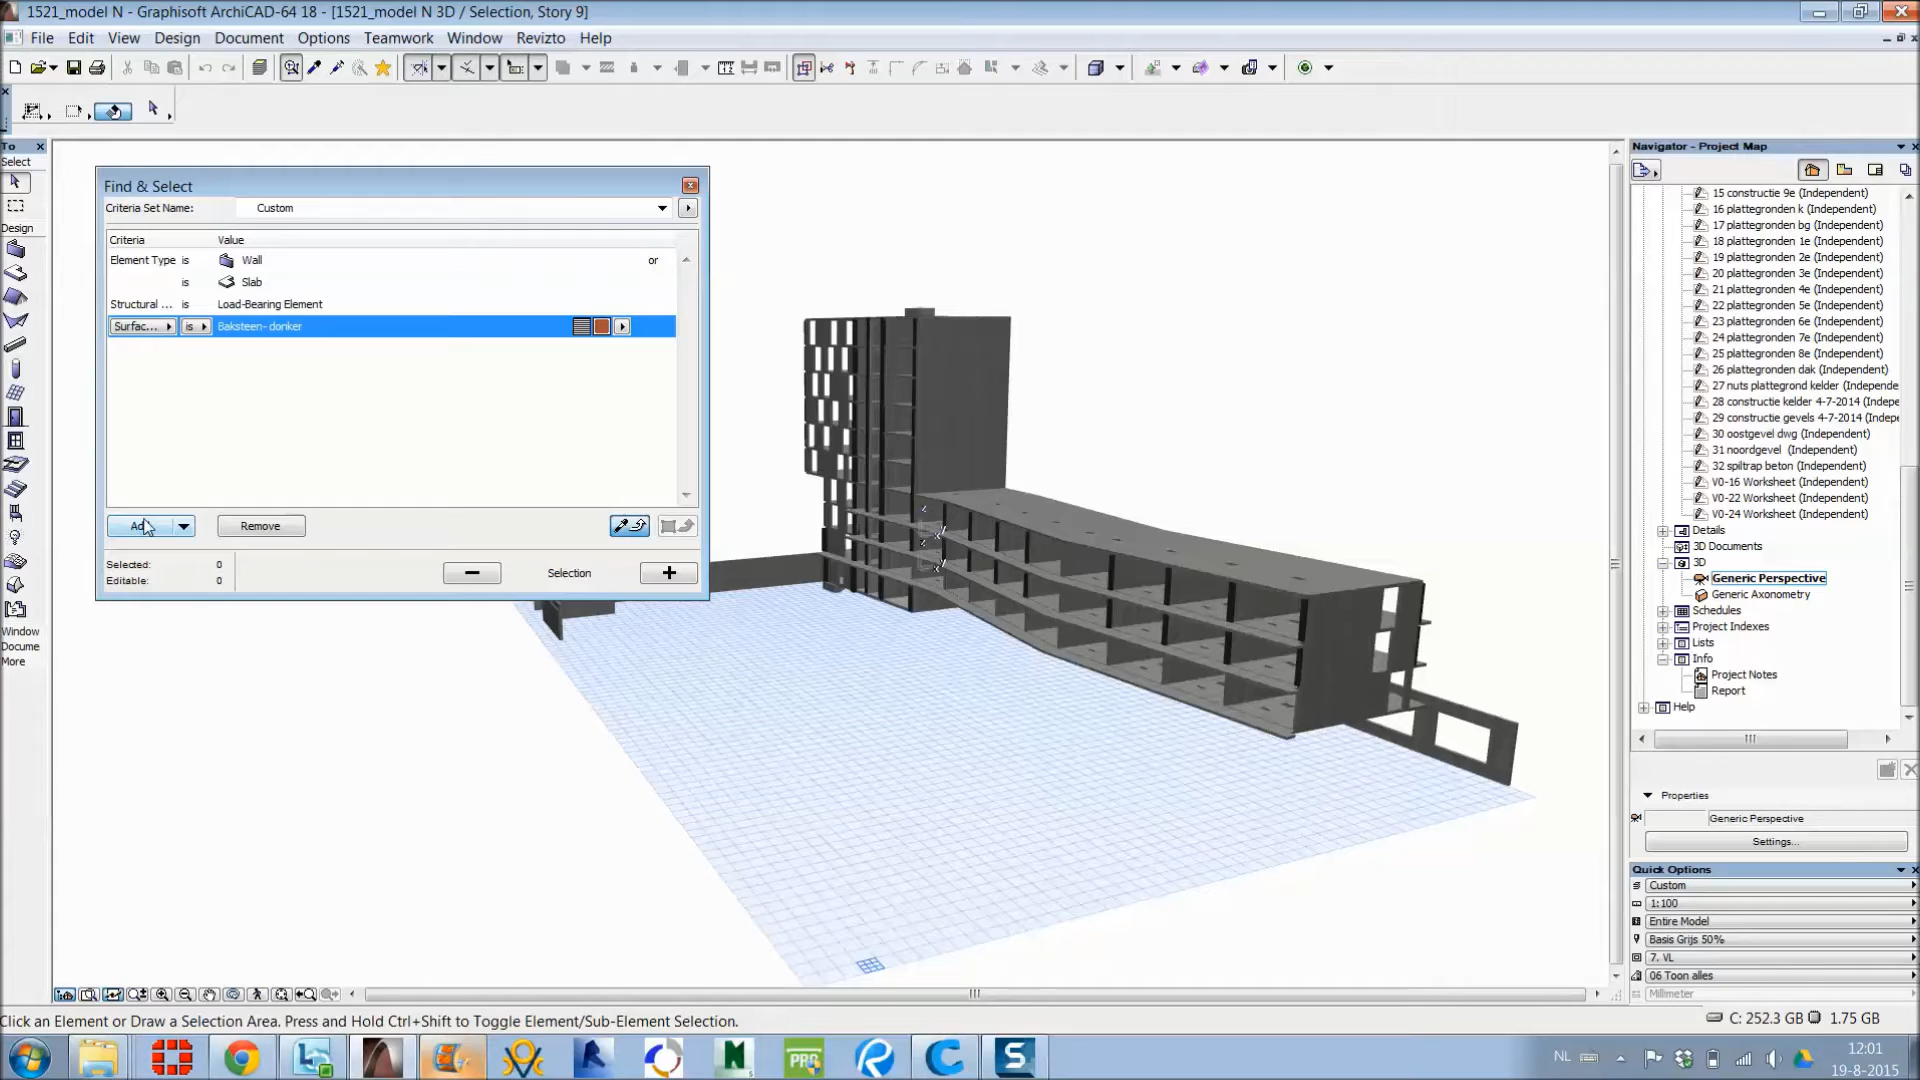 1521_model N - Graphisoft ArchiCAD-64 18 - [1521_model N 3D / Selection, Story 9]
File Edit View Design Document Options Teamwork Window Revizto Help
To
Select
Design
Window
Docume
More
Find & Select
Criteria Set Name: Custom
Criteria Value
Element Type is Wall or
is Slab
Structural ... is Load-Bearing Element
Surfac... is Baksteen- donker
Remove
Selected: 0
Editable: 0
Selection
Navigator - Project Map
15 constructie 9e (Independent)
16 plattegronden k (Independent)
17 plattegronden bg (Independent)
18 plattegronden 1e (Independent)
19 plattegronden 2e (Independent)
20 plattegronden 3e (Independent)
21 plattegronden 4e (Independent)
22 plattegronden 5e (Independent)
23 plattegronden 6e (Independent)
24 plattegronden 7e (Independent)
25 plattegronden 8e (Independent)
26 plattegronden dak (Independent)
27 nuts plattegrond kelder (Independe
28 constructie kelder 4-7-2014 (Indepe
29 constructie gevels 4-7-2014 (Indepe
30 oostgevel dwg (Independent)
31 noordgevel (Independent)
32 spiltrap beton (Independent)
V0-16 Worksheet (Independent)
V0-22 Worksheet (Independent)
V0-24 Worksheet (Independent)
Details
3D Documents
3D
Generic Perspective
Generic Axonometry
Schedules
Project Indexes
Lists
Info
Project Notes
Report
Help
Properties
Generic Perspective
Settings...
Quick Options
Custom
1:100
Entire Model
Basis Grijs 50%
7. VL
06 Toon alles
Millimeter
Click an Element or Draw a Selection Area. Press and Hold Ctrl+Shift to Toggle Element/Sub-Element Selection.
C: 252.3 GB 1.75 GB
NL
12:01
19-8-2015